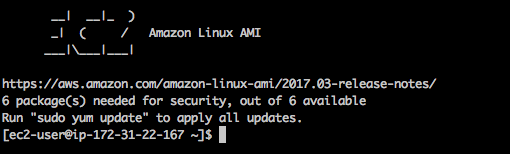 __|  __|_  )
_|  (     /   Amazon Linux AMI
___|\___|___|
https://aws.amazon.com/amazon-linux-ami/2017.03-release-notes/
6 package(s) needed for security, out of 6 available
Run "sudo yum update" to apply all updates.
[ec2-user@ip-172-31-22-167 ~]$